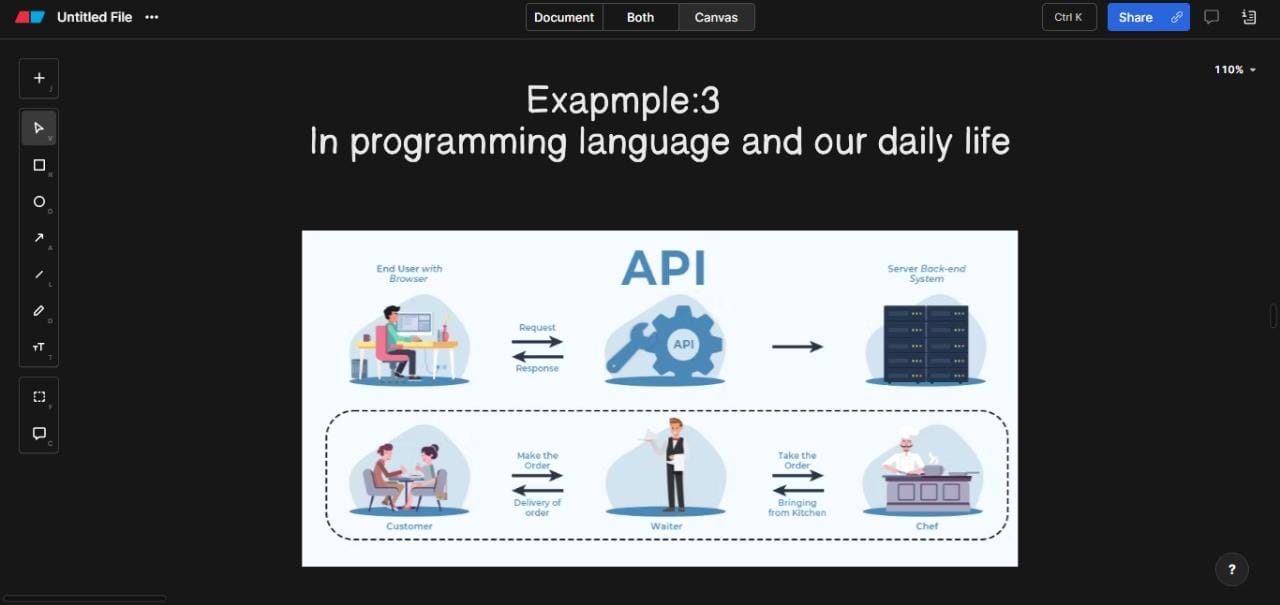 Untitled File ...
Document Both Canvas
Ctrl K
Share
110%
V
R
O
A
L
D
T
F
C
Exapmple:3
In programming language and our daily life
API
End User with
Browser
Server Back-end
System
Request
Response
API
Make the
Order
Delivery of
order
Take the
Order
Bringing
from Kitchen
Customer
Waiter
Chef
?